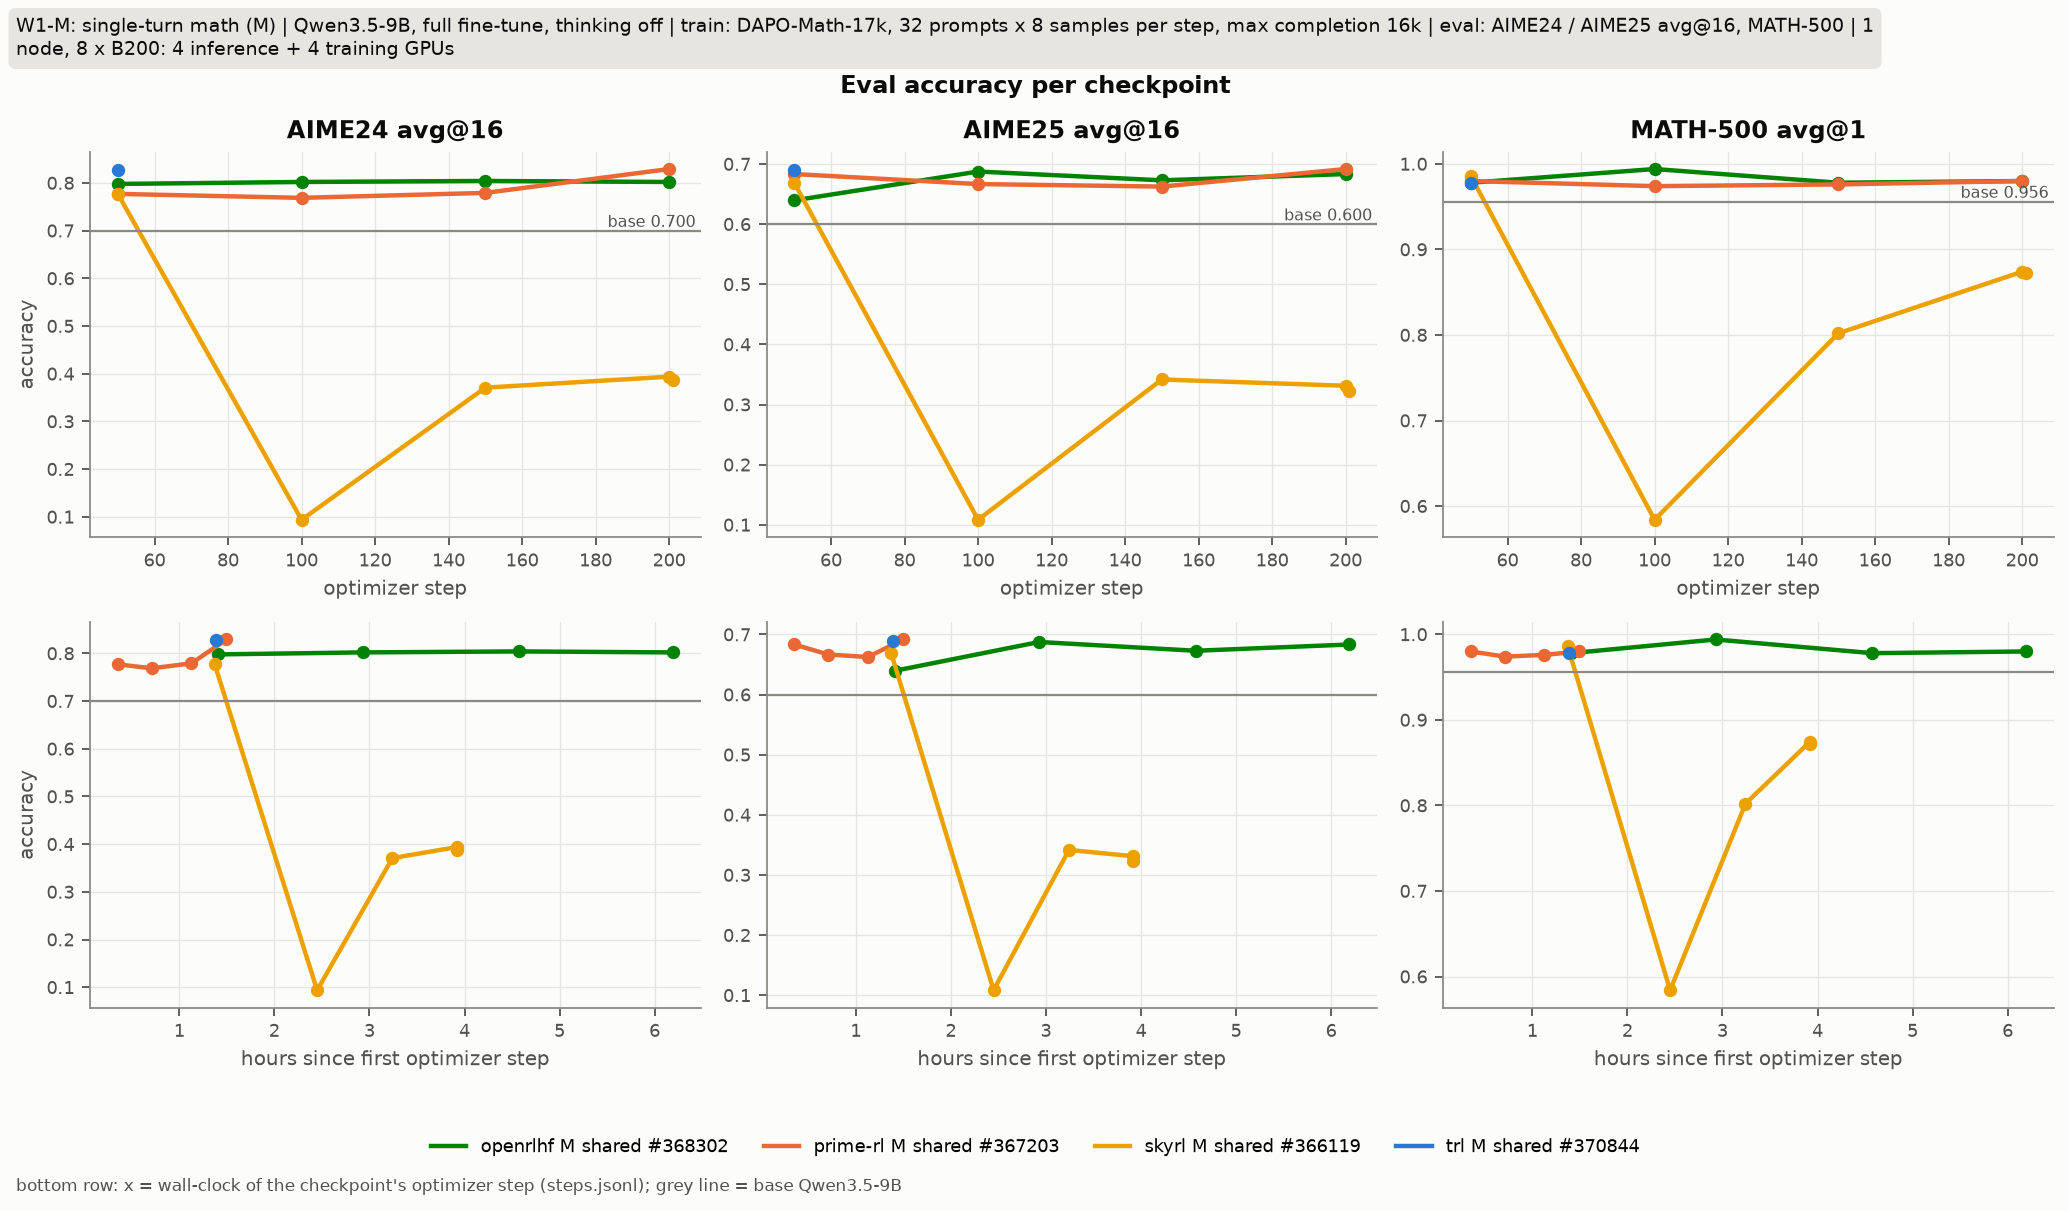 W1-M: single-turn math (M) | Qwen3.5-9B, full fine-tune, thinking off | train: DAPO-Math-17k, 32 prompts x 8 samples per step, max completion 16k | eval: AIME24 / AIME25 avg@16, MATH-500 | 1
node, 8 x B200: 4 inference + 4 training GPUs
Eval accuracy per checkpoint
AIME24 avg@16
AIME25 avg@16
MATH-500 avg@1
accuracy
0.8
0.7
0.6
0.5
0.4
0.3
0.2
0.1
base 0.700
60 80 100 120 140 160 180 200
optimizer step
0.7
0.6
0.5
0.4
0.3
0.2
0.1
base 0.600
60 80 100 120 140 160 180 200
optimizer step
1.0
0.9
0.8
0.7
0.6
base 0.956
60 80 100 120 140 160 180 200
optimizer step
accuracy
0.8
0.7
0.6
0.5
0.4
0.3
0.2
0.1
1 2 3 4 5 6
hours since first optimizer step
0.7
0.6
0.5
0.4
0.3
0.2
0.1
1 2 3 4 5 6
hours since first optimizer step
1.0
0.9
0.8
0.7
0.6
1 2 3 4 5 6
hours since first optimizer step
openrlhf M shared #368302
prime-rl M shared #367203
skyrl M shared #366119
trl M shared #370844
bottom row: x = wall-clock of the checkpoint's optimizer step (steps.jsonl); grey line = base Qwen3.5-9B